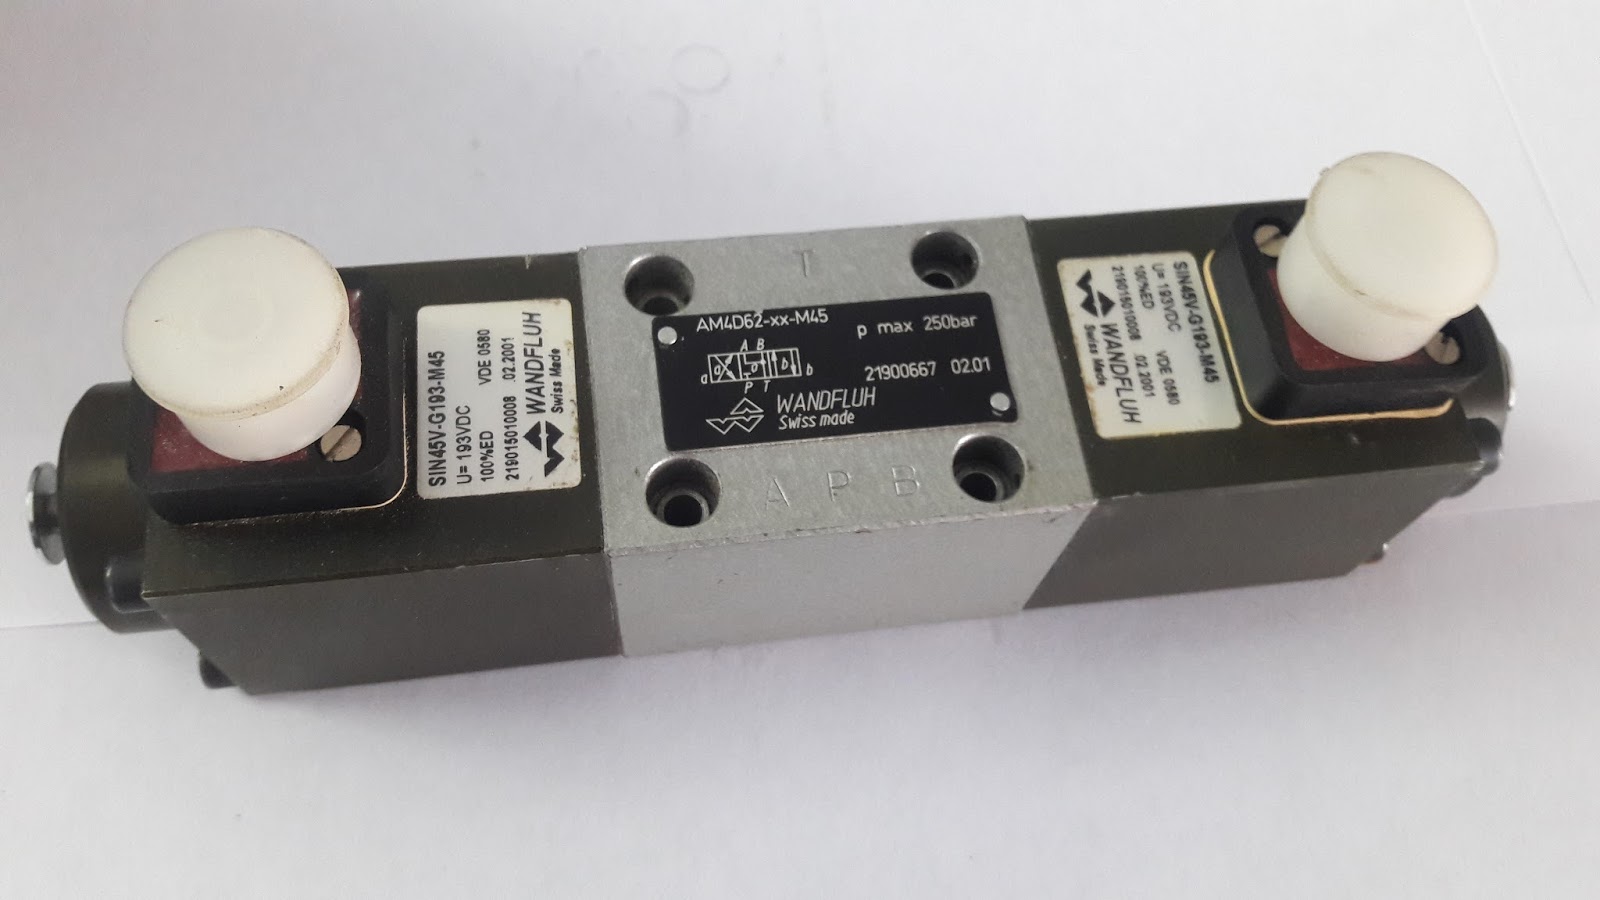 SIN45V-G193-M45
U= 193VDC VDE 0580
100%ED
219015010008 .02.2001
WANDFLUH
Swiss Made
T
AM4D62-xx-M45
p max 250bar
A B
a a o b b
P T
21900667 02.01
WANDFLUH
Swiss made
A P B
SIN45V-G193-M45
U= 193VDC VDE 0580
100%ED
219015010008 .02.2001
WANDFLUH
Swiss Made